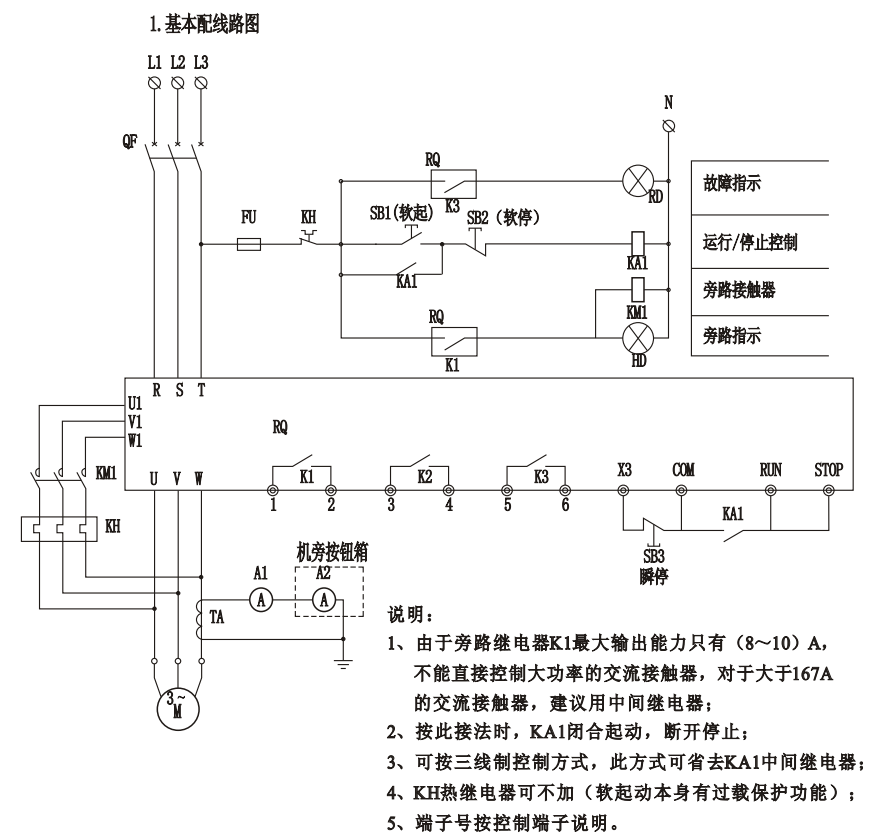 1.基本配线路图
L1 L2 L3
N
QF
RQ
K3
RD
故障指示
FU
KH
SB1(软起)
SB2（软停）
KA1
KA1
运行/停止控制
KM1
旁路接触器
RQ
K1
HD
旁路指示
R S T
U1
V1
W1
RQ
KM1
U V W
K1
K2
K3
X3 COM RUN STOP
1 2 3 4 5 6
KH
KA1
SB3
瞬停
机旁按钮箱
A1 A2
A A
TA
3~
M
说明：
1、由于旁路继电器K1最大输出能力只有（8～10）A，
不能直接控制大功率的交流接触器，对于大于167A
的交流接触器，建议用中间继电器；
2、按此接法时，KA1闭合起动，断开停止；
3、可按三线制控制方式，此方式可省去KA1中间继电器；
4、KH热继电器可不加（软起动本身有过载保护功能）；
5、端子号按控制端子说明。